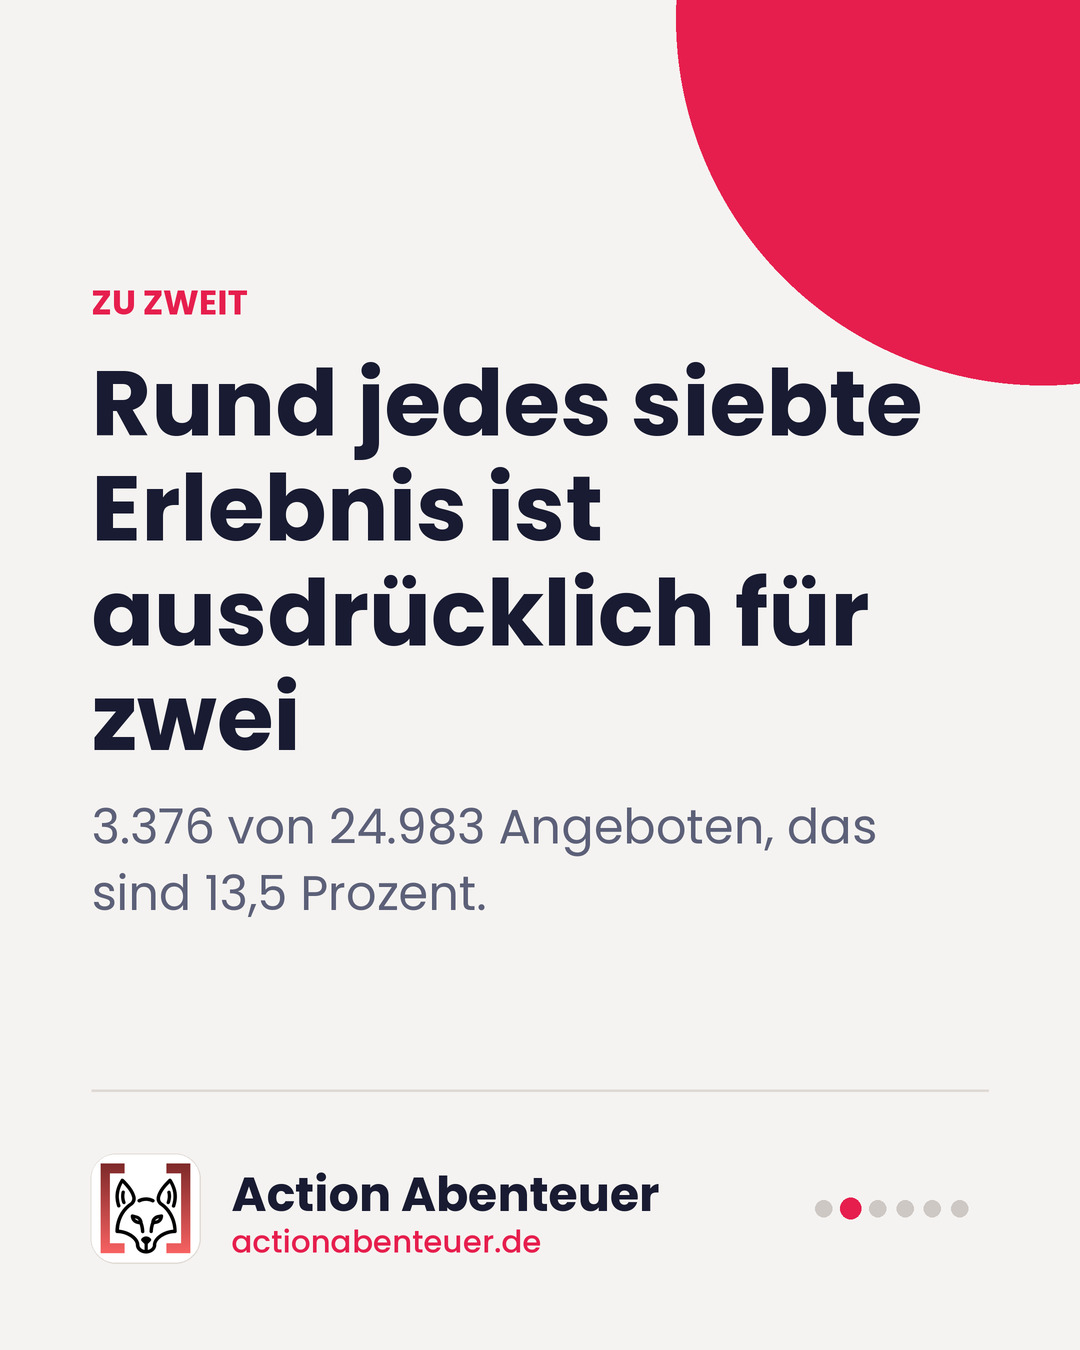 ZU ZWEIT
Rund jedes siebte
Erlebnis ist
ausdrücklich für
zwei
3.376 von 24.983 Angeboten, das
sind 13,5 Prozent.
Action Abenteuer
actionabenteuer.de